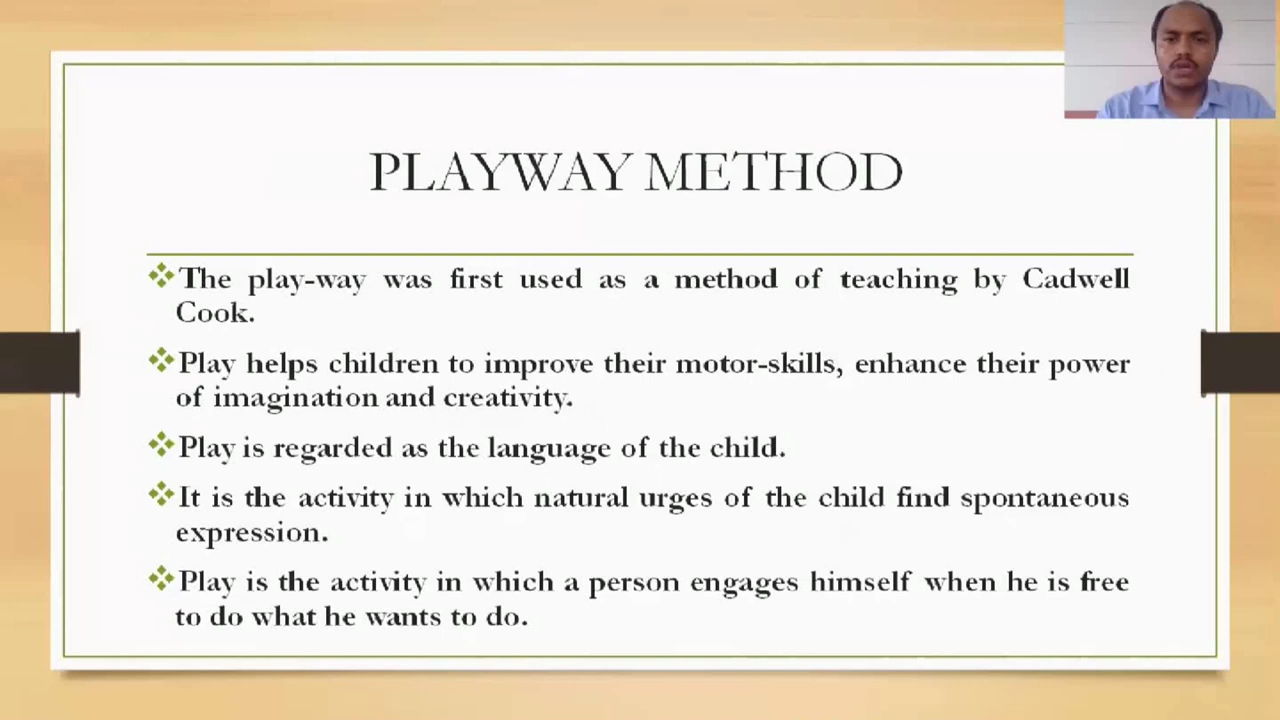 PLAYWAY METHOD
The play-way was first used as a method of teaching by Cadwell
Cook.
Play helps children to improve their motor-skills, enhance their power
of imagination and creativity.
Play is regarded as the language of the child.
It is the activity in which natural urges of the child find spontaneous
expression.
Play is the activity in which a person engages himself when he is free
to do what he wants to do.